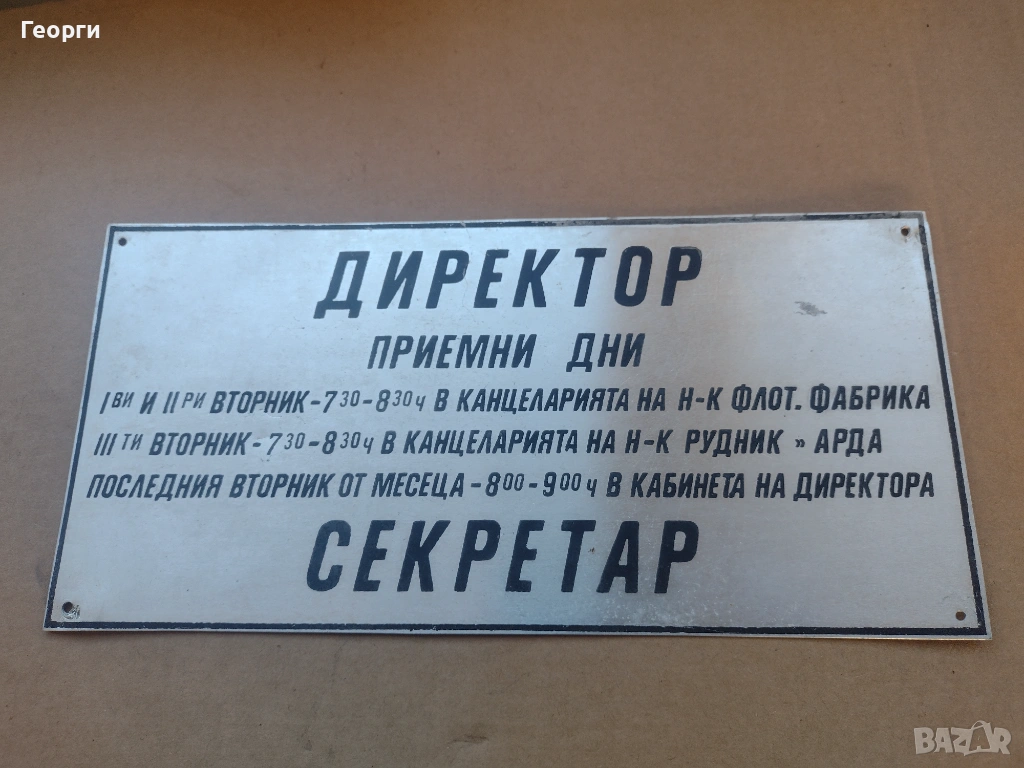 Георги
ДИРЕКТОР
ПРИЕМНИ ДНИ
I ВИ И II РИ ВТОРНИК - 7 30 - 8 30 Ч В КАНЦЕЛАРИЯТА НА Н-К ФЛОТ. ФАБРИКА
III ТИ ВТОРНИК - 7 30 - 8 30 Ч В КАНЦЕЛАРИЯТА НА Н-К РУДНИК » АРДА
ПОСЛЕДНИЯ ВТОРНИК ОТ МЕСЕЦА - 8 00 - 9 00 Ч В КАБИНЕТА НА ДИРЕКТОРА
СЕКРЕТАР
BAZAR